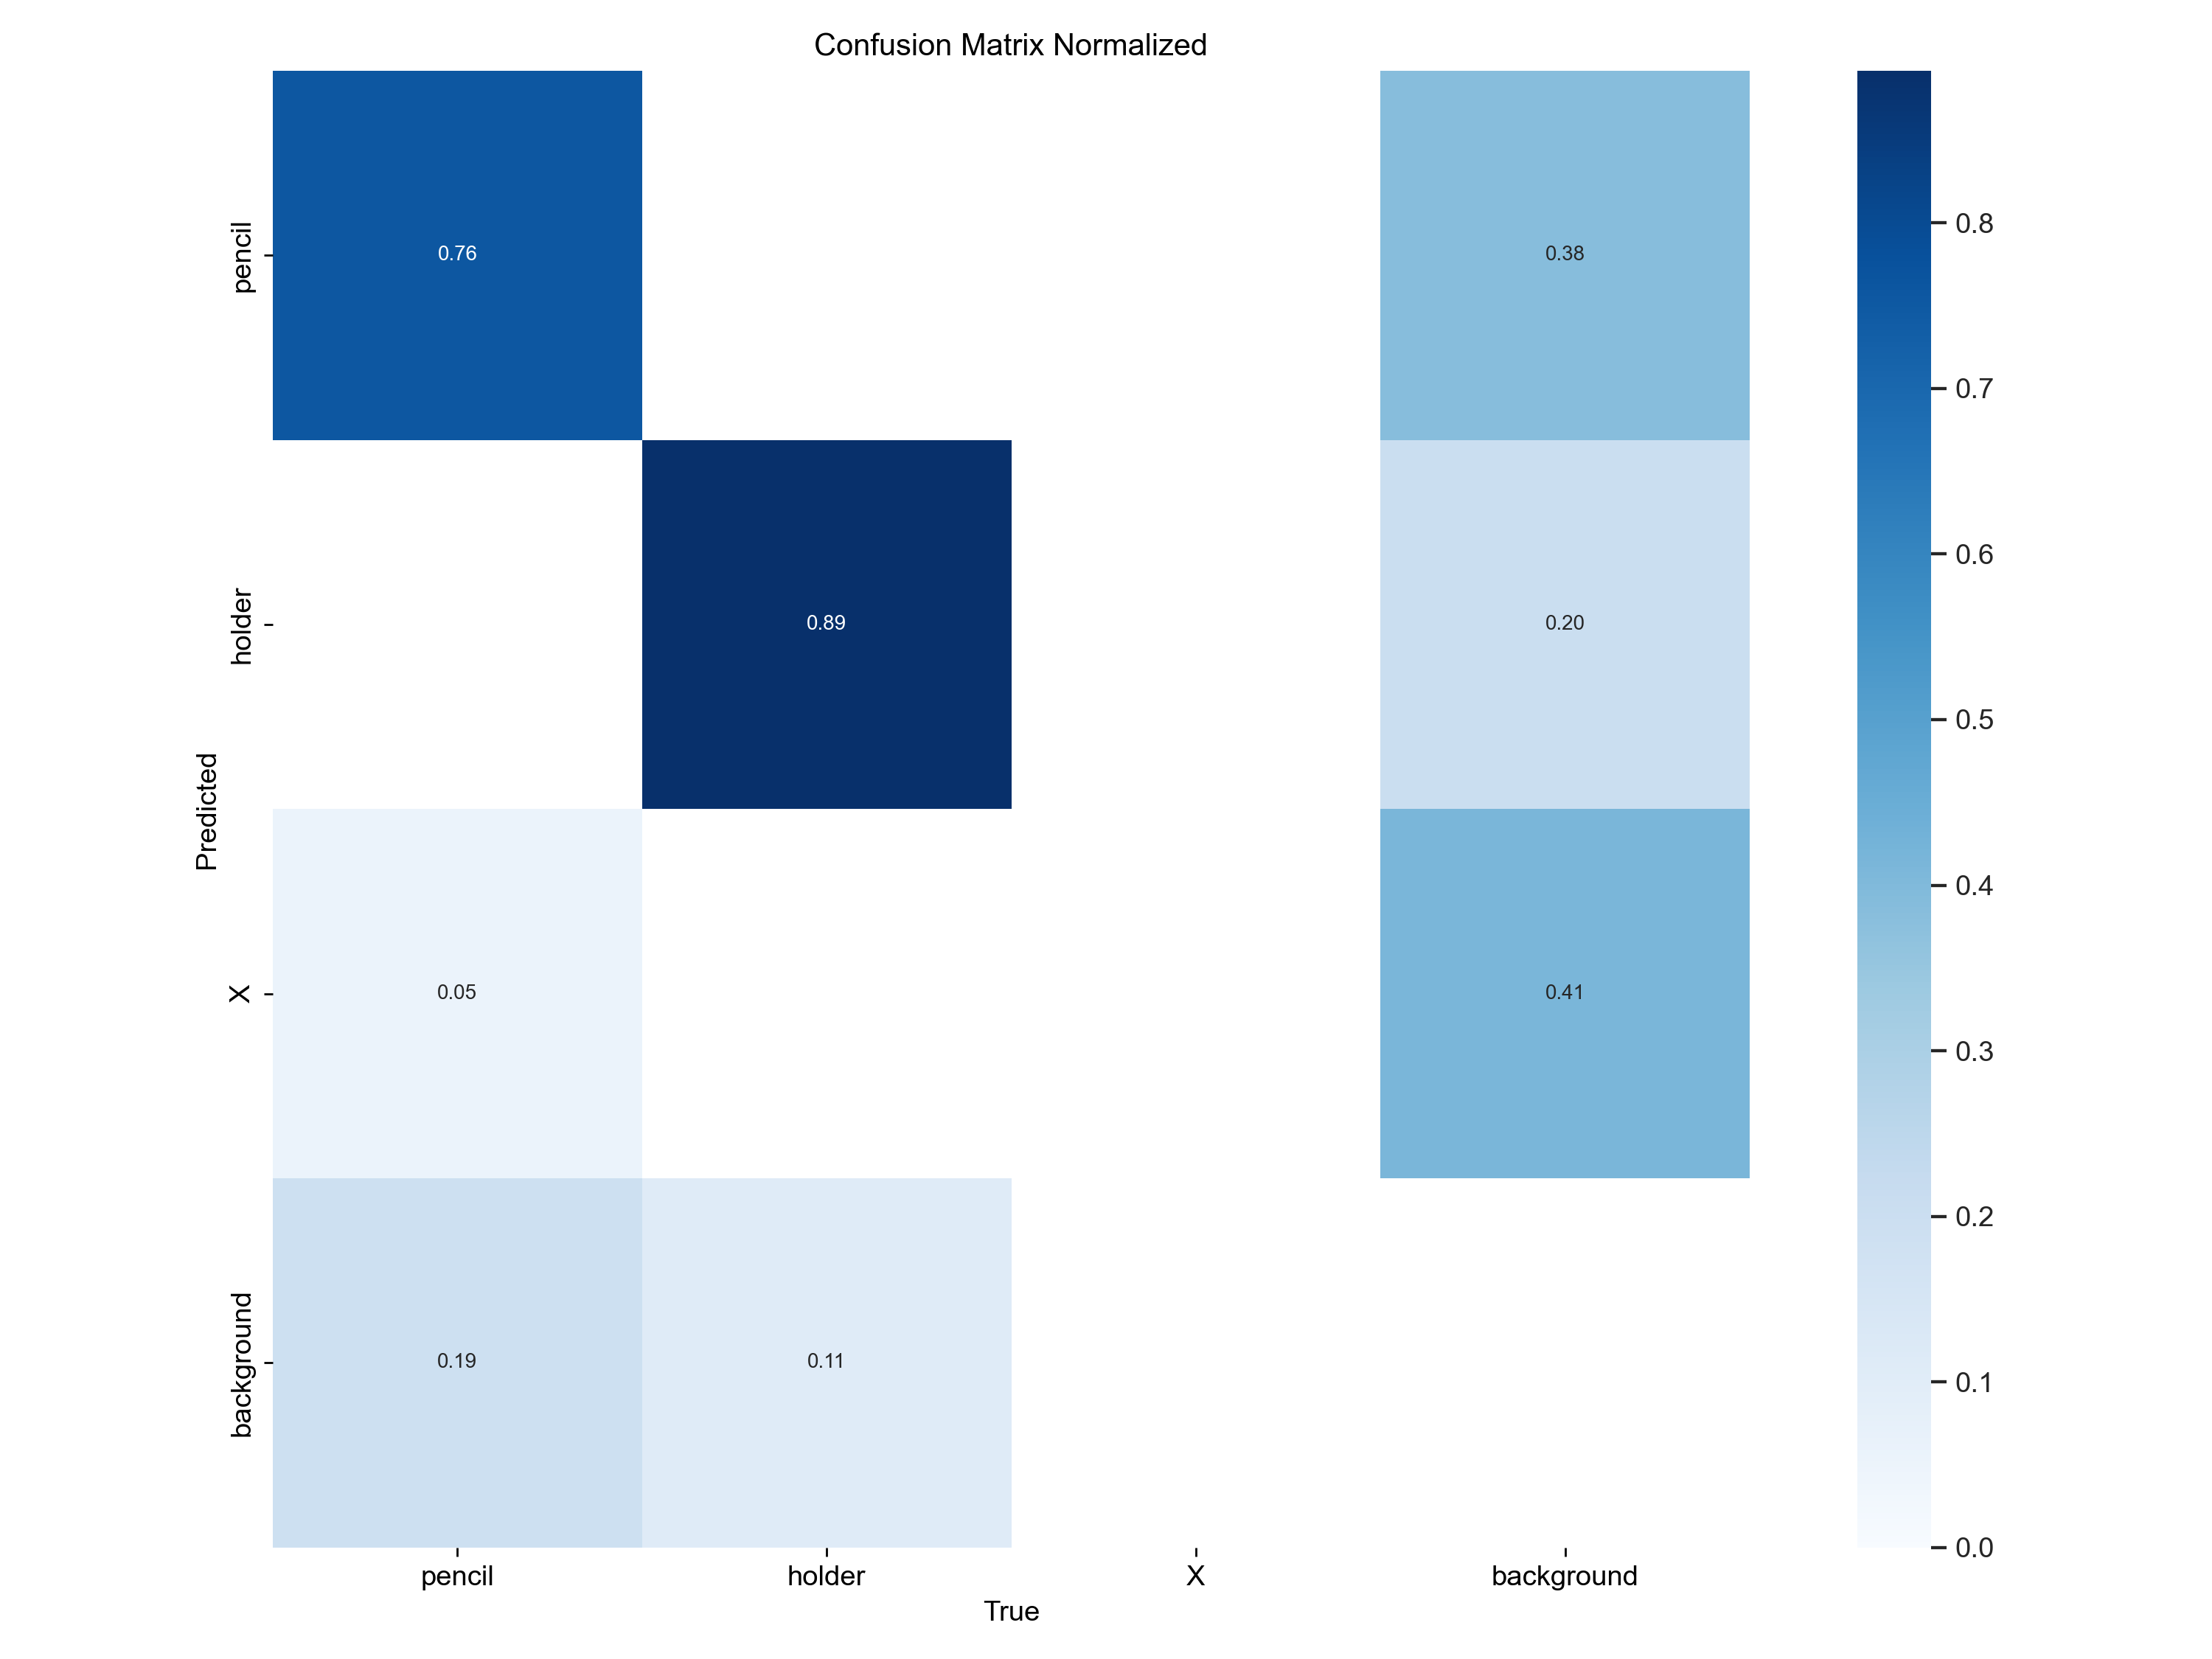 Confusion Matrix Normalized
pencil
0.76
0.38
0.8
0.7
holder
0.89
0.20
0.6
0.5
Predicted
X
0.05
0.41
0.4
0.3
background
0.19
0.11
0.2
0.1
0.0
pencil
holder
X
background
True